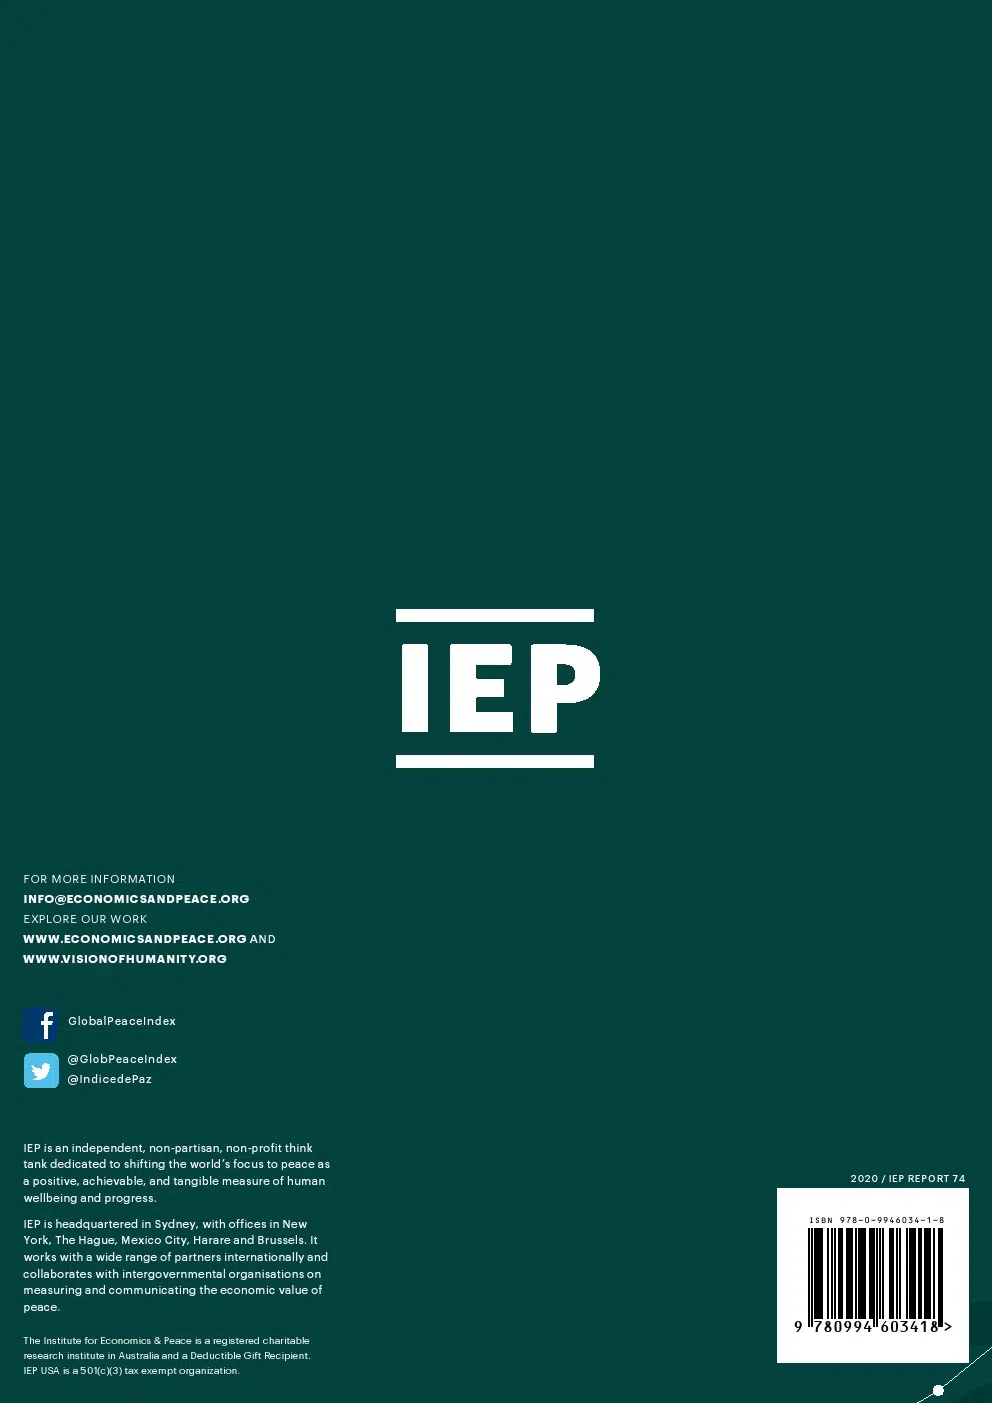 IEP
FOR MORE INFORMATION
INFO@ECONOMICSANDPEACE.ORG
EXPLORE OUR WORK
WWW.ECONOMICSANDPEACE.ORG AND
WWW.VISIONOFHUMANITY.ORG
GlobalPeaceIndex
@GlobPeaceIndex
@IndicedePaz
IEP is an independent, non-partisan, non-profit think
tank dedicated to shifting the world's focus to peace as
a positive, achievable, and tangible measure of human
wellbeing and progress.
IEP is headquartered in Sydney, with offices in New
York, The Hague, Mexico City, Harare and Brussels. It
works with a wide range of partners internationally and
collaborates with intergovernmental organisations on
measuring and communicating the economic value of
peace.
The Institute for Economics & Peace is a registered charitable
research institute in Australia and a Deductible Gift Recipient.
IEP USA is a 501(c)(3) tax exempt organization.
2020 / IEP REPORT 74
ISBN 978-0-9946034-1-8
9 780994 603418 >